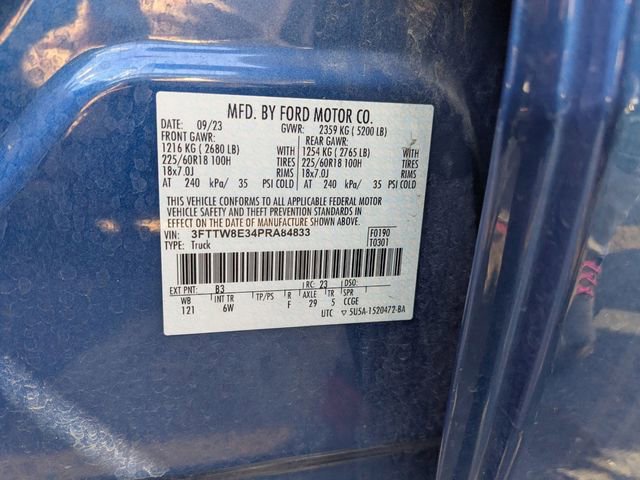 MFD. BY FORD MOTOR CO.
DATE: 09/23 GVWR: 2359 KG ( 5200 LB)
FRONT GAWR: REAR GAWR:
1216 KG ( 2680 LB) WITH 1254 KG ( 2765 LB) WITH
225/60R18 100H TIRES 225/60R18 100H TIRES
18x7.0J RIMS 18x7.0J RIMS
AT 240 kPa/ 35 PSI COLD AT 240 kPa/ 35 PSI COLD
THIS VEHICLE CONFORMS TO ALL APPLICABLE FEDERAL MOTOR
VEHICLE SAFETY AND THEFT PREVENTION STANDARDS IN
EFFECT ON THE DATE OF MANUFACTURE SHOWN ABOVE.
VIN: 3FTTW8E34PRA84833 F0190
TYPE: Truck T0301
EXT PNT: B3 RC: 23 DSO:
WB INT TR TP/PS R AXLE TR SPR
121 6W F 29 5 CCGE
UTC ▽ 5U5A-1520472-BA